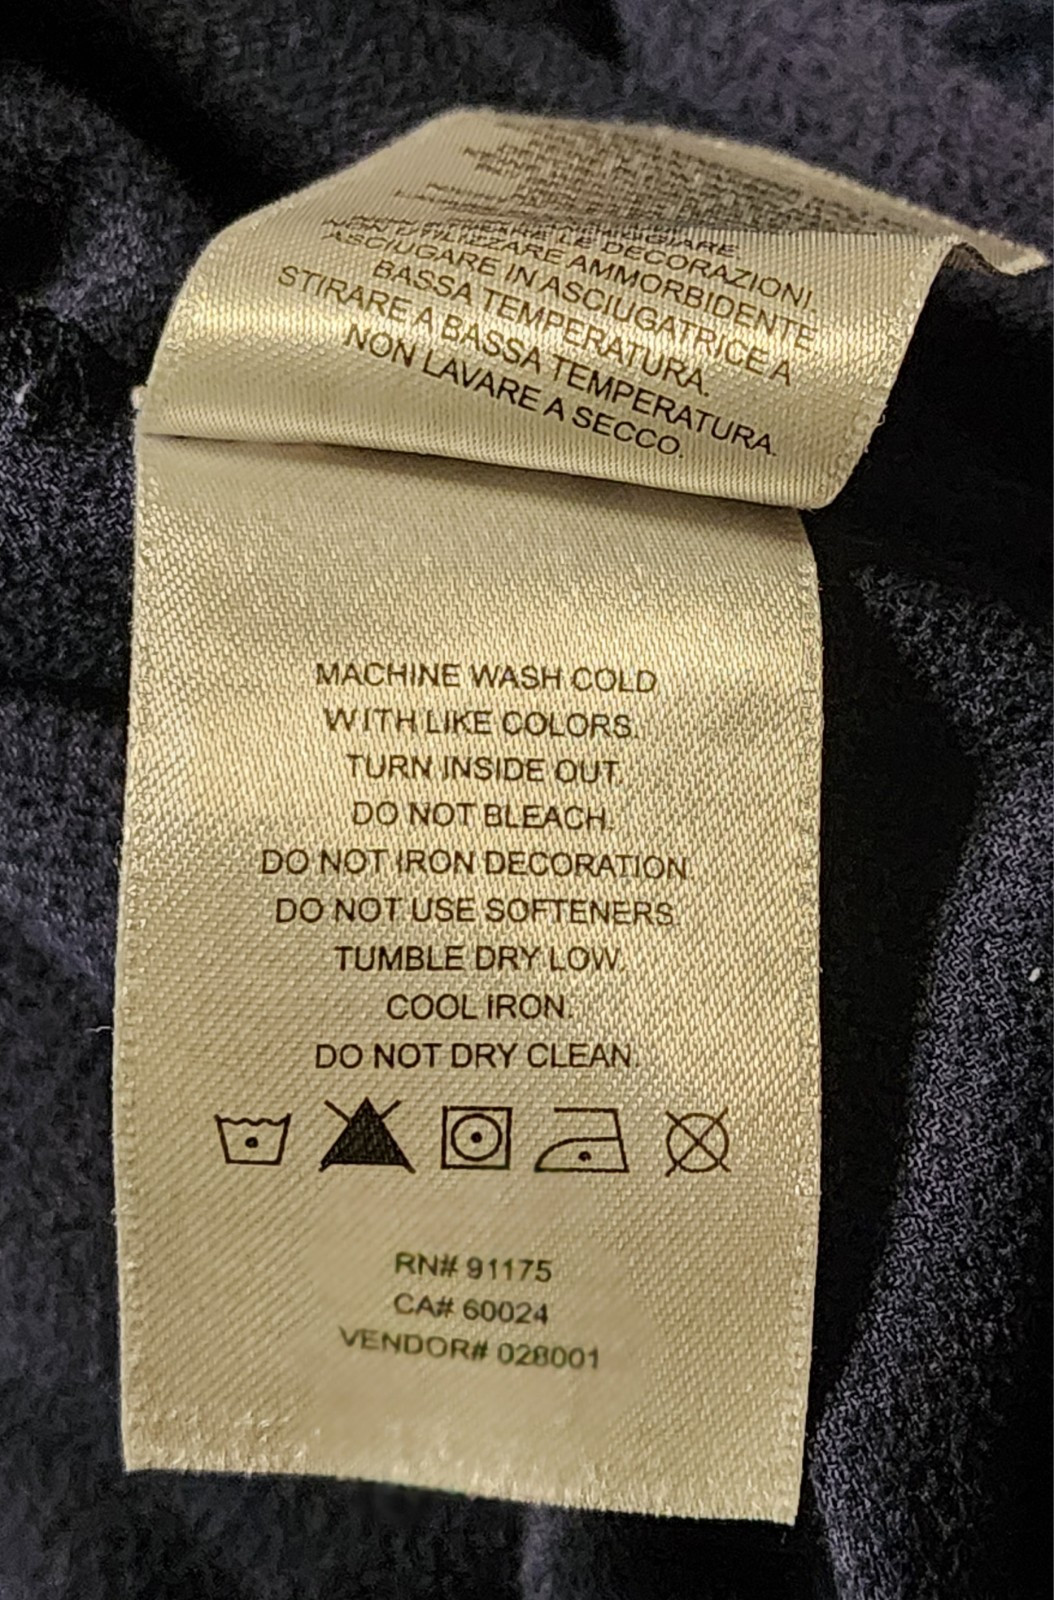 LE DECORAZIONI.
NON UTILIZZARE AMMORBIDENTE
ASCIUGARE IN ASCIUGATRICE A
BASSA TEMPERATURA.
STIRARE A BASSA TEMPERATURA.
NON LAVARE A SECCO.
MACHINE WASH COLD
WITH LIKE COLORS.
TURN INSIDE OUT.
DO NOT BLEACH.
DO NOT IRON DECORATION.
DO NOT USE SOFTENERS.
TUMBLE DRY LOW.
COOL IRON.
DO NOT DRY CLEAN.
RN# 91175
CA# 60024
VENDOR# 028001